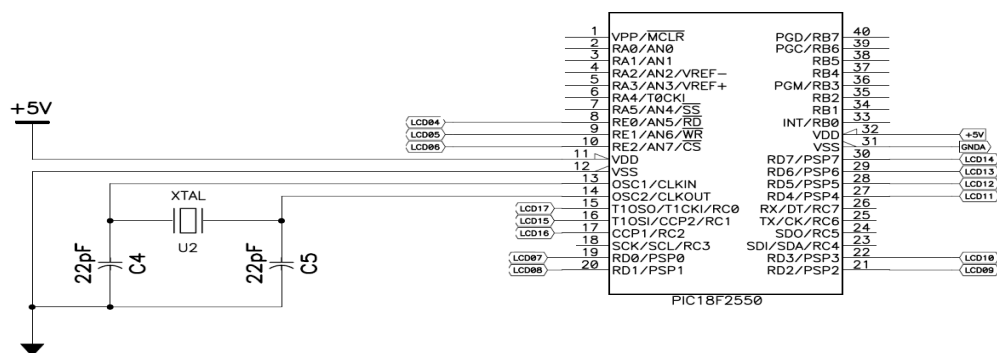 1 VPP/MCLR PGD/RB7 40
2 RA0/AN0 PGC/RB6 39
3 RA1/AN1 RB5 38
4 RA2/AN2/VREF- RB4 37
5 RA3/AN3/VREF+ PGM/RB3 36
6 RA4/T0CKI RB2 35
7 RA5/AN4/SS RB1 34
+5V
LCD04 8 RE0/AN5/RD INT/RB0 33
LCD05 9 RE1/AN6/WR VDD 32 +5V
LCD06 10 RE2/AN7/CS VSS 31 GNDA
11 VDD RD7/PSP7 30 LCD14
12 VSS RD6/PSP6 29 LCD13
13 OSC1/CLKIN RD5/PSP5 28 LCD12
14 OSC2/CLKOUT RD4/PSP4 27 LCD11
XTAL
LCD17 15 T1OSO/T1CKI/RC0 RX/DT/RC7 26
LCD15 16 T1OSI/CCP2/RC1 TX/CK/RC6 25
LCD16 17 CCP1/RC2 SDO/RC5 24
U2
18 SCK/SCL/RC3 SDI/SDA/RC4 23
LCD07 19 RD0/PSP0 RD3/PSP3 22 LCD10
LCD08 20 RD1/PSP1 RD2/PSP2 21 LCD09
22pF C4
22pF C5
PIC18F2550